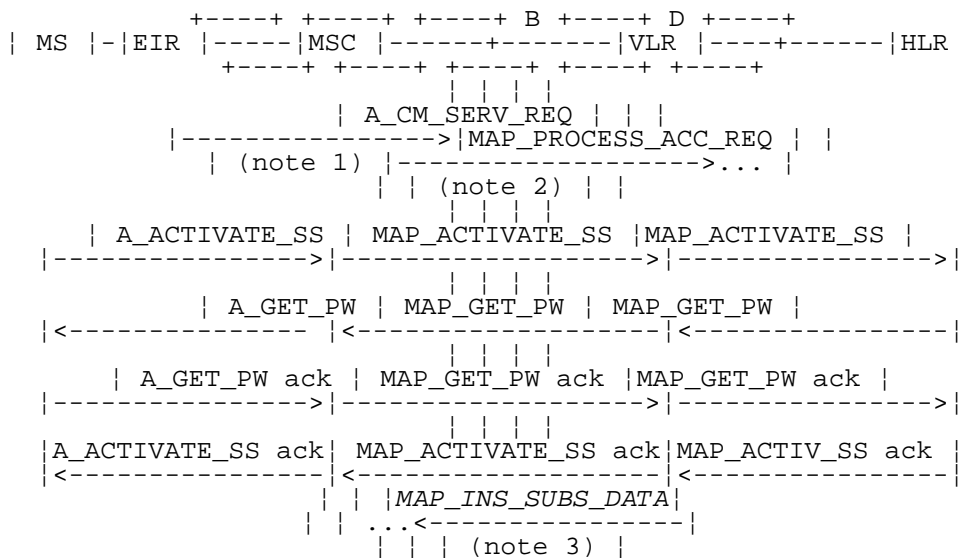 +----+ +----+ +----+ B +----+ D +----+
¦ MS ¦-¦EIR ¦-----¦MSC ¦------+-------¦VLR ¦----+------¦HLR
+----+ +----+ +----+ +----+ +----+
¦ ¦ ¦ ¦
¦ A_CM_SERV_REQ ¦ ¦ ¦
¦---------------->¦MAP_PROCESS_ACC_REQ ¦ ¦
¦ (note 1) ¦------------------->... ¦
¦ ¦ (note 2) ¦ ¦
¦ ¦ ¦ ¦
¦ A_ACTIVATE_SS ¦ MAP_ACTIVATE_SS ¦MAP_ACTIVATE_SS ¦
¦---------------->¦------------------->¦---------------->¦
¦ ¦ ¦ ¦
¦ A_GET_PW ¦ MAP_GET_PW ¦ MAP_GET_PW ¦
¦<---------------- ¦<-------------------¦<----------------¦
¦ ¦ ¦ ¦
¦ A_GET_PW ack ¦ MAP_GET_PW ack ¦MAP_GET_PW ack ¦
¦---------------->¦------------------->¦---------------->¦
¦ ¦ ¦ ¦
¦A_ACTIVATE_SS ack¦ MAP_ACTIVATE_SS ack¦MAP_ACTIV_SS ack ¦
¦<----------------¦<-------------------¦<----------------¦
¦ ¦ ¦MAP_INS_SUBS_DATA¦
¦ ¦ ...<----------------¦
¦ ¦ ¦ (note 3) ¦